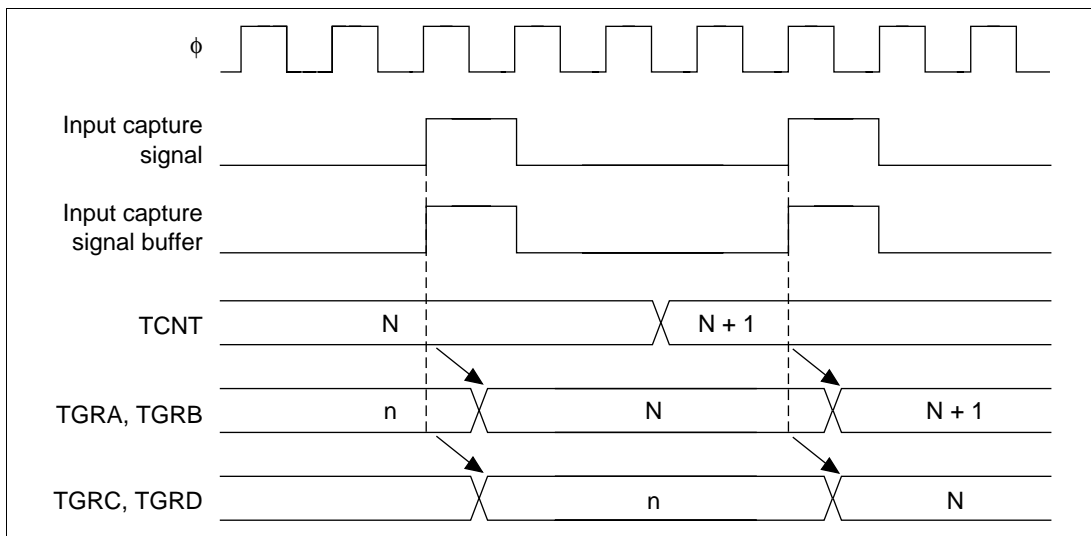 ϕ
Input capture
signal
Input capture
signal buffer
TCNT
N
N + 1
TGRA, TGRB
n
N
N + 1
TGRC, TGRD
n
N